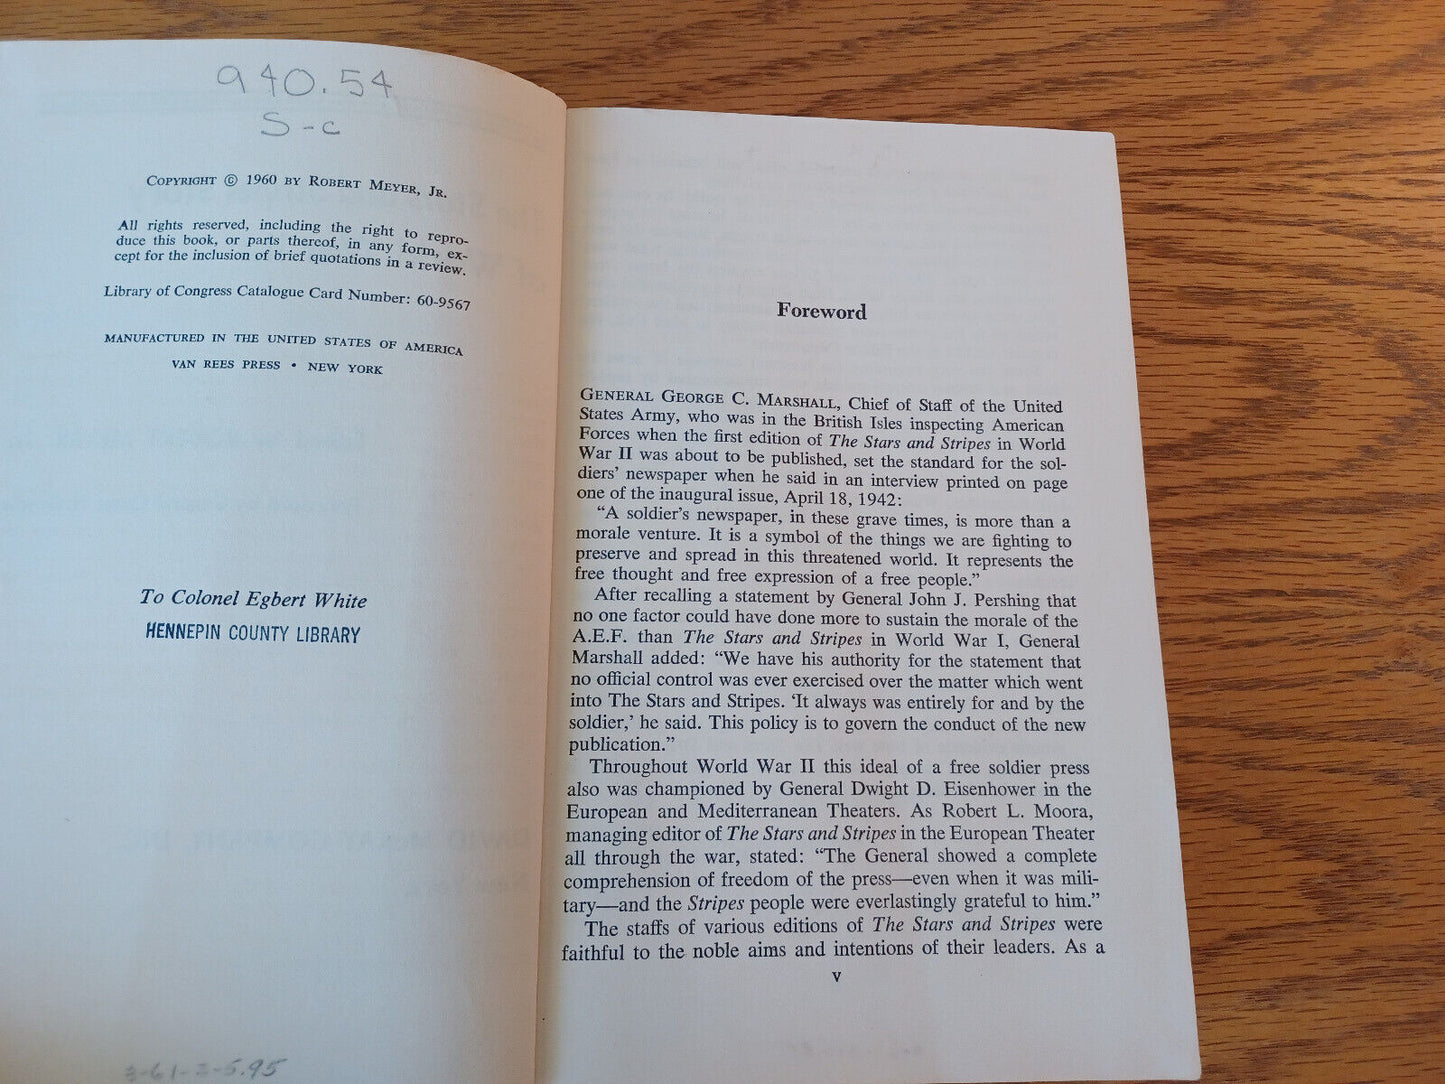 940.54
S-c
COPYRIGHT © 1960 BY ROBERT MEYER, JR.
All rights reserved, including the right to repro-
duce this book, or parts thereof, in any form, ex-
cept for the inclusion of brief quotations in a review.
Library of Congress Catalogue Card Number: 60-9567
MANUFACTURED IN THE UNITED STATES OF AMERICA
VAN REES PRESS • NEW YORK
To Colonel Egbert White
HENNEPIN COUNTY LIBRARY
3-61-3-5.95
Foreword
GENERAL GEORGE C. MARSHALL, Chief of Staff of the United
States Army, who was in the British Isles inspecting American
Forces when the first edition of The Stars and Stripes in World
War II was about to be published, set the standard for the sol-
diers' newspaper when he said in an interview printed on page
one of the inaugural issue, April 18, 1942:
"A soldier's newspaper, in these grave times, is more than a
morale venture. It is a symbol of the things we are fighting to
preserve and spread in this threatened world. It represents the
free thought and free expression of a free people."
After recalling a statement by General John J. Pershing that
no one factor could have done more to sustain the morale of the
A.E.F. than The Stars and Stripes in World War I, General
Marshall added: "We have his authority for the statement that
no official control was ever exercised over the matter which went
into The Stars and Stripes. 'It always was entirely for and by the
soldier,' he said. This policy is to govern the conduct of the new
publication."
Throughout World War II this ideal of a free soldier press
also was championed by General Dwight D. Eisenhower in the
European and Mediterranean Theaters. As Robert L. Moora,
managing editor of The Stars and Stripes in the European Theater
all through the war, stated: "The General showed a complete
comprehension of freedom of the press—even when it was mili-
tary—and the Stripes people were everlastingly grateful to him."
The staffs of various editions of The Stars and Stripes were
faithful to the noble aims and intentions of their leaders. As a
v